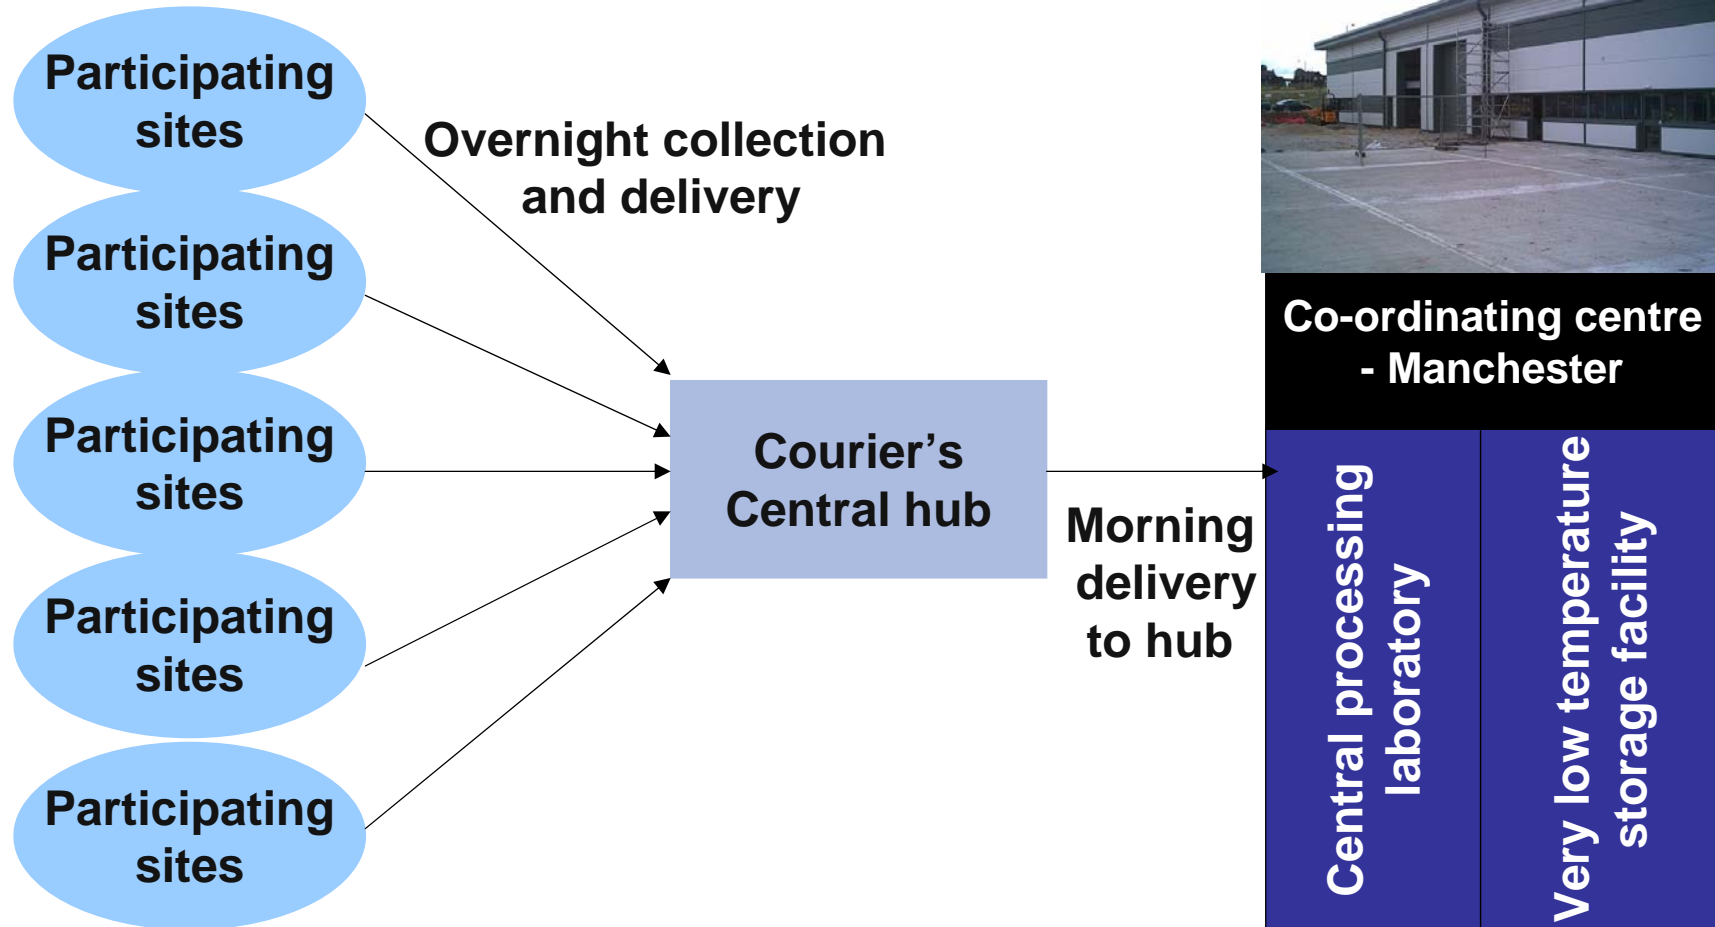 Participating
sites
Participating
sites
Participating
sites
Participating
sites
Participating
sites
Overnight collection
and delivery
Courier’s
Central hub
Morning
delivery
to hub
Co-ordinating centre
- Manchester
Central processing
laboratory
Very low temperature
storage facility